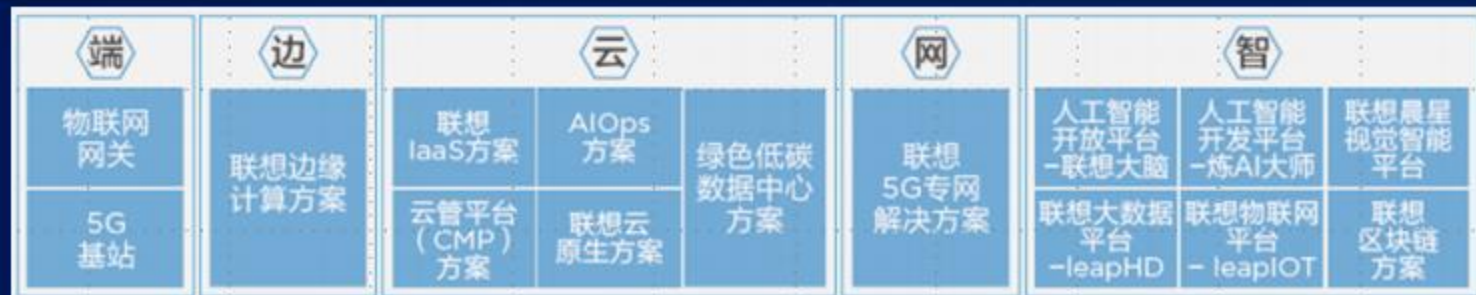 端
物联网
网关
5G
基站
边
联想边缘
计算方案
云
联想
IaaS方案
AIOps
方案
云管平台
（CMP）
方案
联想云
原生方案
绿色低碳
数据中心
方案
网
联想
5G专网
解决方案
智
人工智能
开放平台
-联想大脑
人工智能
开发平台
-炼AI大师
联想晨星
视觉智能
平台
联想大数据
平台
-leapHD
联想物联网
平台
- leapIOT
联想
区块链
方案